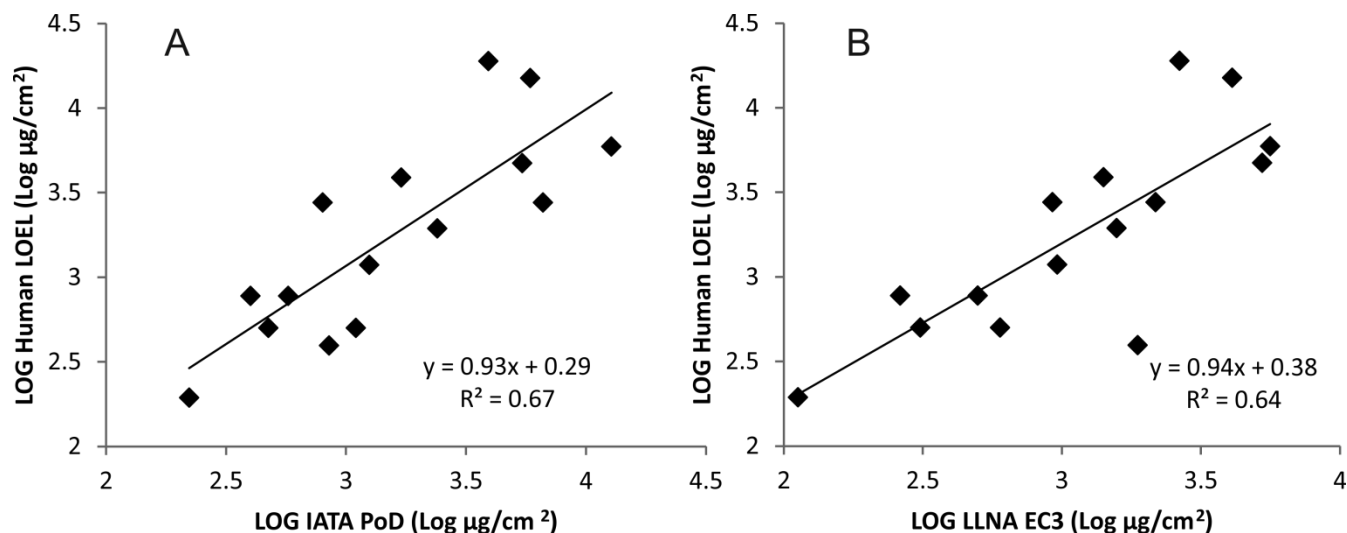 A
LOG Human LOEL (Log µg/cm²)
4.5
4
3.5
3
2.5
2
y = 0.93x + 0.29
R² = 0.67
2
2.5
3
3.5
4
4.5
LOG IATA PoD (Log µg/cm ²)
B
LOG Human LOEL (Log µg/cm²)
4.5
4
3.5
3
2.5
2
y = 0.94x + 0.38
R² = 0.64
2
2.5
3
3.5
4
LOG LLNA EC3 (Log µg/cm²)